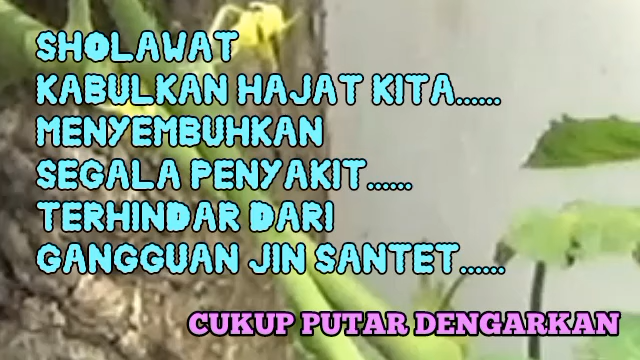 SHOLAWAT
KABULKAN HAJAT KITA......
MENYEMBUHKAN
SEGALA PENYAKIT......
TERHINDAR DARI
GANGGUAN JIN SANTET......
CUKUP PUTAR DENGARKAN